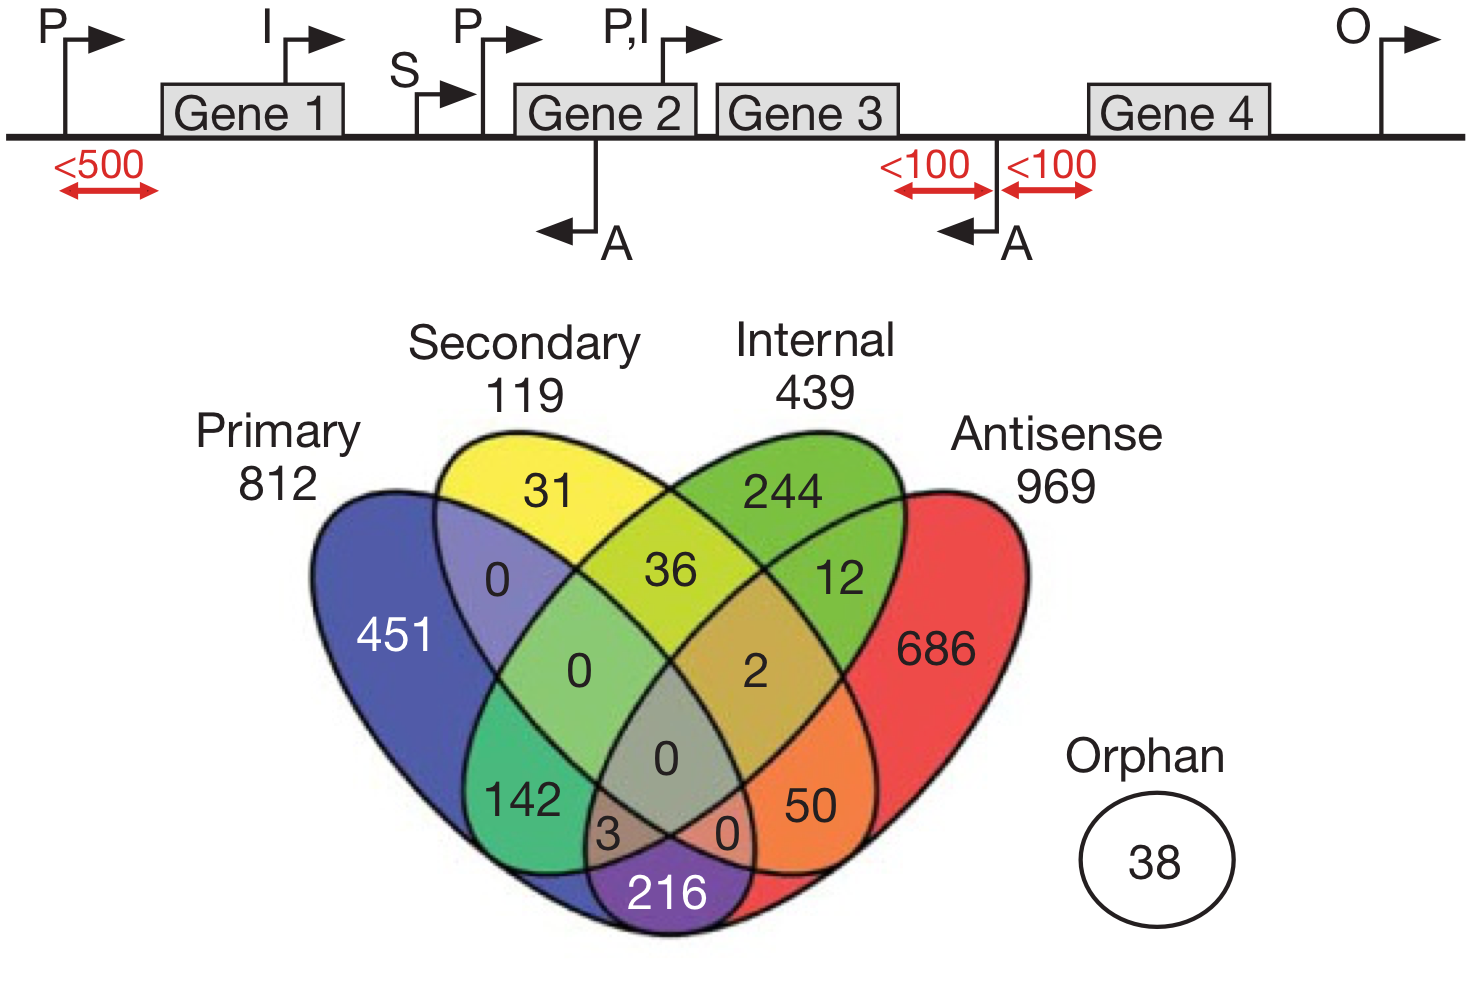 P I S P P,I O
Gene 1 Gene 2 Gene 3 Gene 4
<500 <100 <100
A A
Secondary
119
Internal
439
Primary
812
Antisense
969
31 244
0 36 12
451 0 2 686
142 0 50
3 0
216
Orphan
38